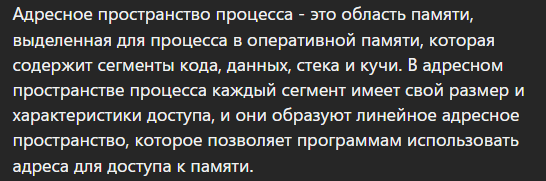 Адресное пространство процесса - это область памяти,
выделенная для процесса в оперативной памяти, которая
содержит сегменты кода, данных, стека и кучи. В адресном
пространстве процесса каждый сегмент имеет свой размер и
характеристики доступа, и они образуют линейное адресное
пространство, которое позволяет программам использовать
адреса для доступа к памяти.